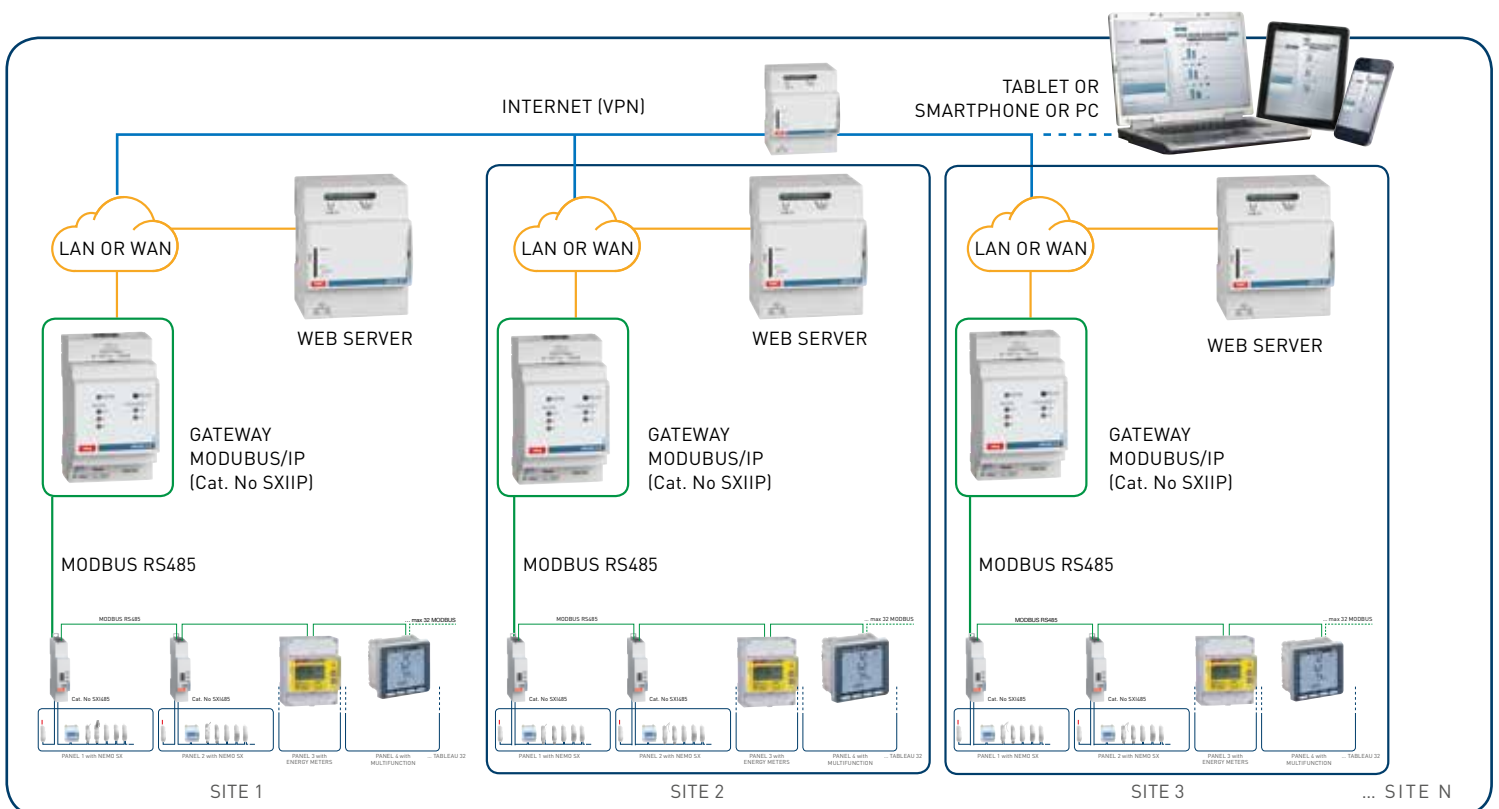 INTERNET (VPN)
TABLET OR
SMARTPHONE OR PC
LAN OR WAN
WEB SERVER
GATEWAY
MODUBUS/IP
(Cat. No SXIIP)
MODBUS RS485
MODBUS RS485
... max 32 MODBUS
Cat. No SXI485
Cat. No SXI485
PANEL 1 with NEMO SX
PANEL 2 with NEMO SX
PANEL 3 with
ENERGY METERS
PANEL 4 with
MULTIFUNCTION
... TABLEAU 32
SITE 1
LAN OR WAN
WEB SERVER
GATEWAY
MODUBUS/IP
(Cat. No SXIIP)
MODBUS RS485
MODBUS RS485
... max 32 MODBUS
Cat. No SXI485
Cat. No SXI485
PANEL 1 with NEMO SX
PANEL 2 with NEMO SX
PANEL 3 with
ENERGY METERS
PANEL 4 with
MULTIFUNCTION
... TABLEAU 32
SITE 2
LAN OR WAN
WEB SERVER
GATEWAY
MODUBUS/IP
(Cat. No SXIIP)
MODBUS RS485
MODBUS RS485
... max 32 MODBUS
Cat. No SXI485
Cat. No SXI485
PANEL 1 with NEMO SX
PANEL 2 with NEMO SX
PANEL 3 with
ENERGY METERS
PANEL 4 with
MULTIFUNCTION
... TABLEAU 32
SITE 3
... SITE N